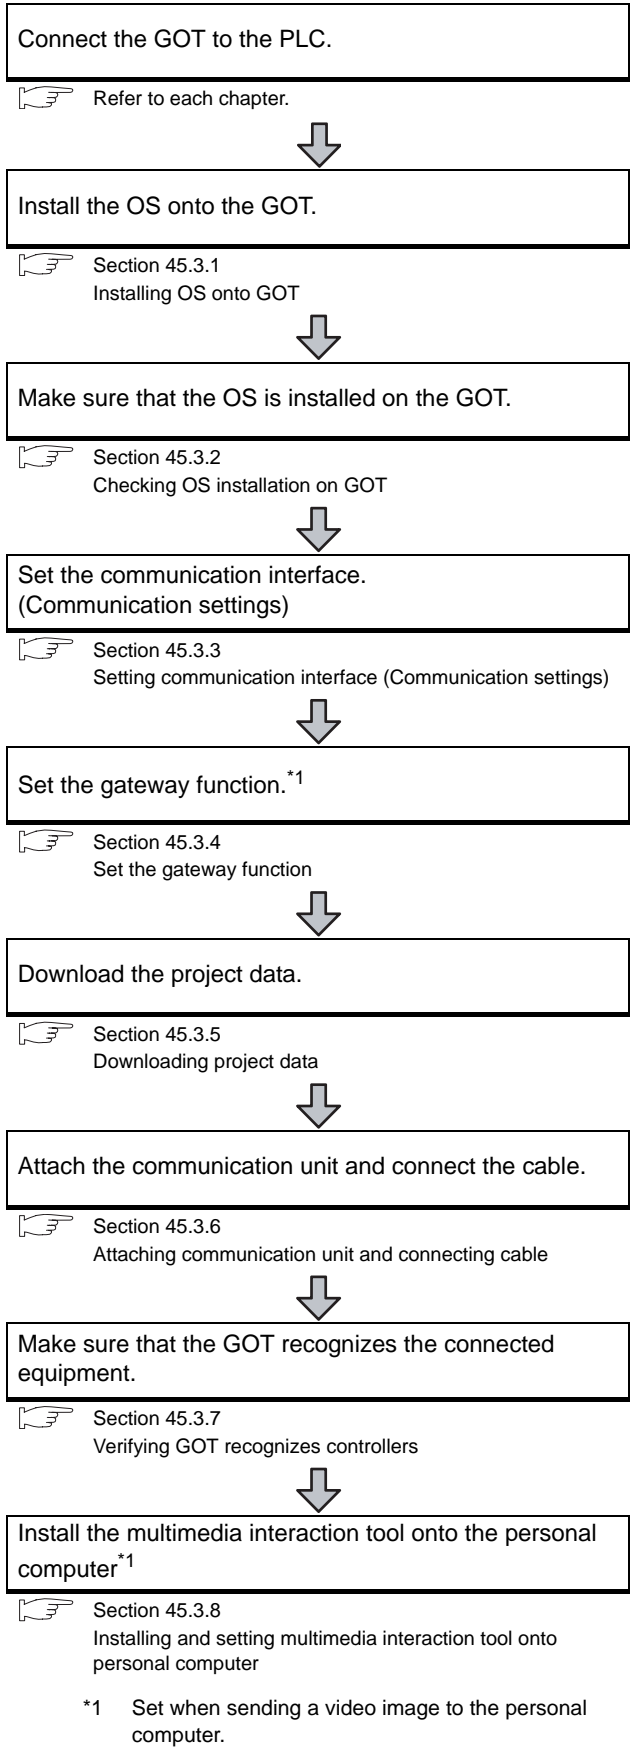 Connect the GOT to the PLC.
Refer to each chapter.
Install the OS onto the GOT.
Section 45.3.1
Installing OS onto GOT
Make sure that the OS is installed on the GOT.
Section 45.3.2
Checking OS installation on GOT
Set the communication interface.
(Communication settings)
Section 45.3.3
Setting communication interface (Communication settings)
Set the gateway function.*1
Section 45.3.4
Set the gateway function
Download the project data.
Section 45.3.5
Downloading project data
Attach the communication unit and connect the cable.
Section 45.3.6
Attaching communication unit and connecting cable
Make sure that the GOT recognizes the connected
equipment.
Section 45.3.7
Verifying GOT recognizes controllers
Install the multimedia interaction tool onto the personal
computer*1
Section 45.3.8
Installing and setting multimedia interaction tool onto
personal computer
*1 Set when sending a video image to the personal
computer.